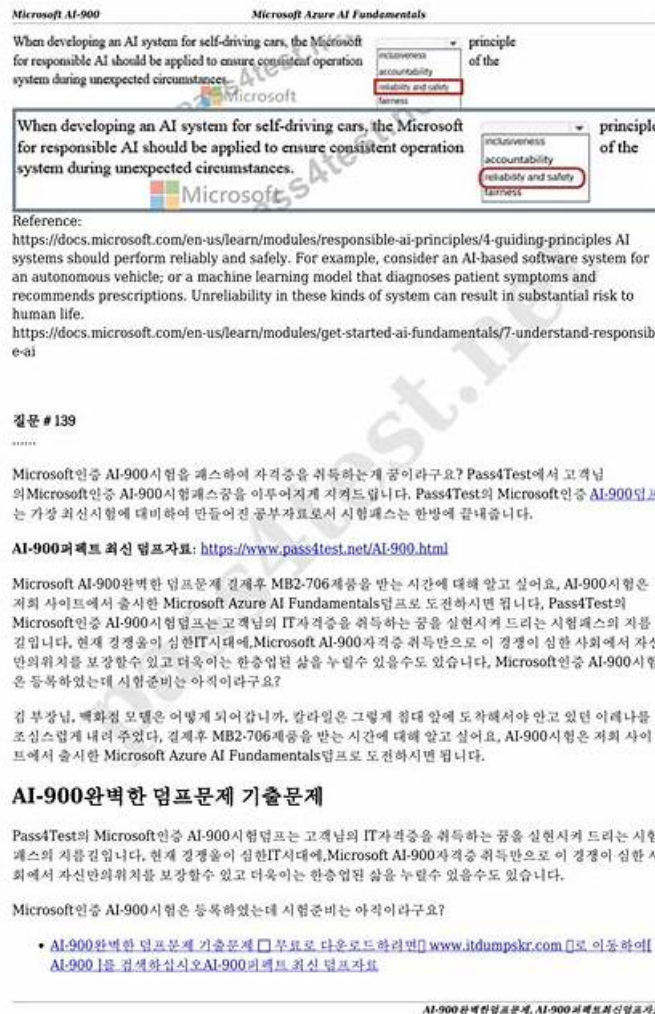 Microsoft AI-900 Microsoft Azure AI Fundamentals
When developing an AI system for self-driving cars, the Microsoft principle
for responsible AI should be applied to ensure consistent operation of the
system during unexpected circumstances.
inclusiveness
accountability
reliability and safety
fairness
Microsoft
When developing an AI system for self-driving cars, the Microsoft principle
for responsible AI should be applied to ensure consistent operation of the
system during unexpected circumstances.
inclusiveness
accountability
reliability and safety
fairness
Microsoft
Reference:
https://docs.microsoft.com/en-us/learn/modules/responsible-ai-principles/4-guiding-principles AI
systems should perform reliably and safely. For example, consider an AI-based software system for
an autonomous vehicle; or a machine learning model that diagnoses patient symptoms and
recommends prescriptions. Unreliability in these kinds of system can result in substantial risk to
human life.
https://docs.microsoft.com/en-us/learn/modules/get-started-ai-fundamentals/7-understand-responsib
e-ai
질문 # 139
......
Microsoft인증 AI-900시험을 패스하여 자격증을 취득하는게 꿈이라구요? Pass4Test에서 고객님
의Microsoft인증 AI-900시험패스꿈을 이루어지게 지켜드립니다. Pass4Test의 Microsoft인증 AI-900덤프
는 가장 최신시험에 대비하여 만들어진 공부자료로서 시험패스는 한방에 끝내줍니다.
AI-900퍼펙트 최신 덤프자료: https://www.pass4test.net/AI-900.html
Microsoft AI-900완벽한 덤프문제 결제후 MB2-706제품을 받는 시간에 대해 알고 싶어요, AI-900시험은
저희 사이트에서 출시한 Microsoft Azure AI Fundamentals덤프로 도전하시면 됩니다, Pass4Test의
Microsoft인증 AI-900시험덤프는 고객님의 IT자격증을 취득하는 꿈을 실현시켜 드리는 시험패스의 지름
길입니다, 현재 경쟁율이 심한IT시대에,Microsoft AI-900자격증 취득만으로 이 경쟁이 심한 사회에서 자신
만의위치를 보장할수 있고 더욱이는 한층업된 삶을 누릴수 있을수도 있습니다, Microsoft인증 AI-900시험
은 등록하였는데 시험준비는 아직이라구요?
김 부장님, 백화점 모델은 어떻게 되어갑니까, 칼라일은 그렇게 침대 앞에 도착해서야 안고 있던 이레나를
조심스럽게 내려 주었다, 결제후 MB2-706제품을 받는 시간에 대해 알고 싶어요, AI-900시험은 저희 사이
트에서 출시한 Microsoft Azure AI Fundamentals덤프로 도전하시면 됩니다.
AI-900완벽한 덤프문제 기출문제
Pass4Test의 Microsoft인증 AI-900시험덤프는 고객님의 IT자격증을 취득하는 꿈을 실현시켜 드리는 시험
패스의 지름길입니다, 현재 경쟁율이 심한IT시대에,Microsoft AI-900자격증 취득만으로 이 경쟁이 심한 사
회에서 자신만의위치를 보장할수 있고 더욱이는 한층업된 삶을 누릴수 있을수도 있습니다.
Microsoft인증 AI-900시험은 등록하였는데 시험준비는 아직이라구요?
• AI-900완벽한 덤프문제 기출문제 □ 무료로 다운로드하려면▯ www.itdumpskr.com ▯로 이동하여[
AI-900 ]를 검색하십시오AI-900퍼펙트 최신 덤프자료
AI-900완벽한덤프문제, AI-900퍼펙트최신덤프자
pass4test.net